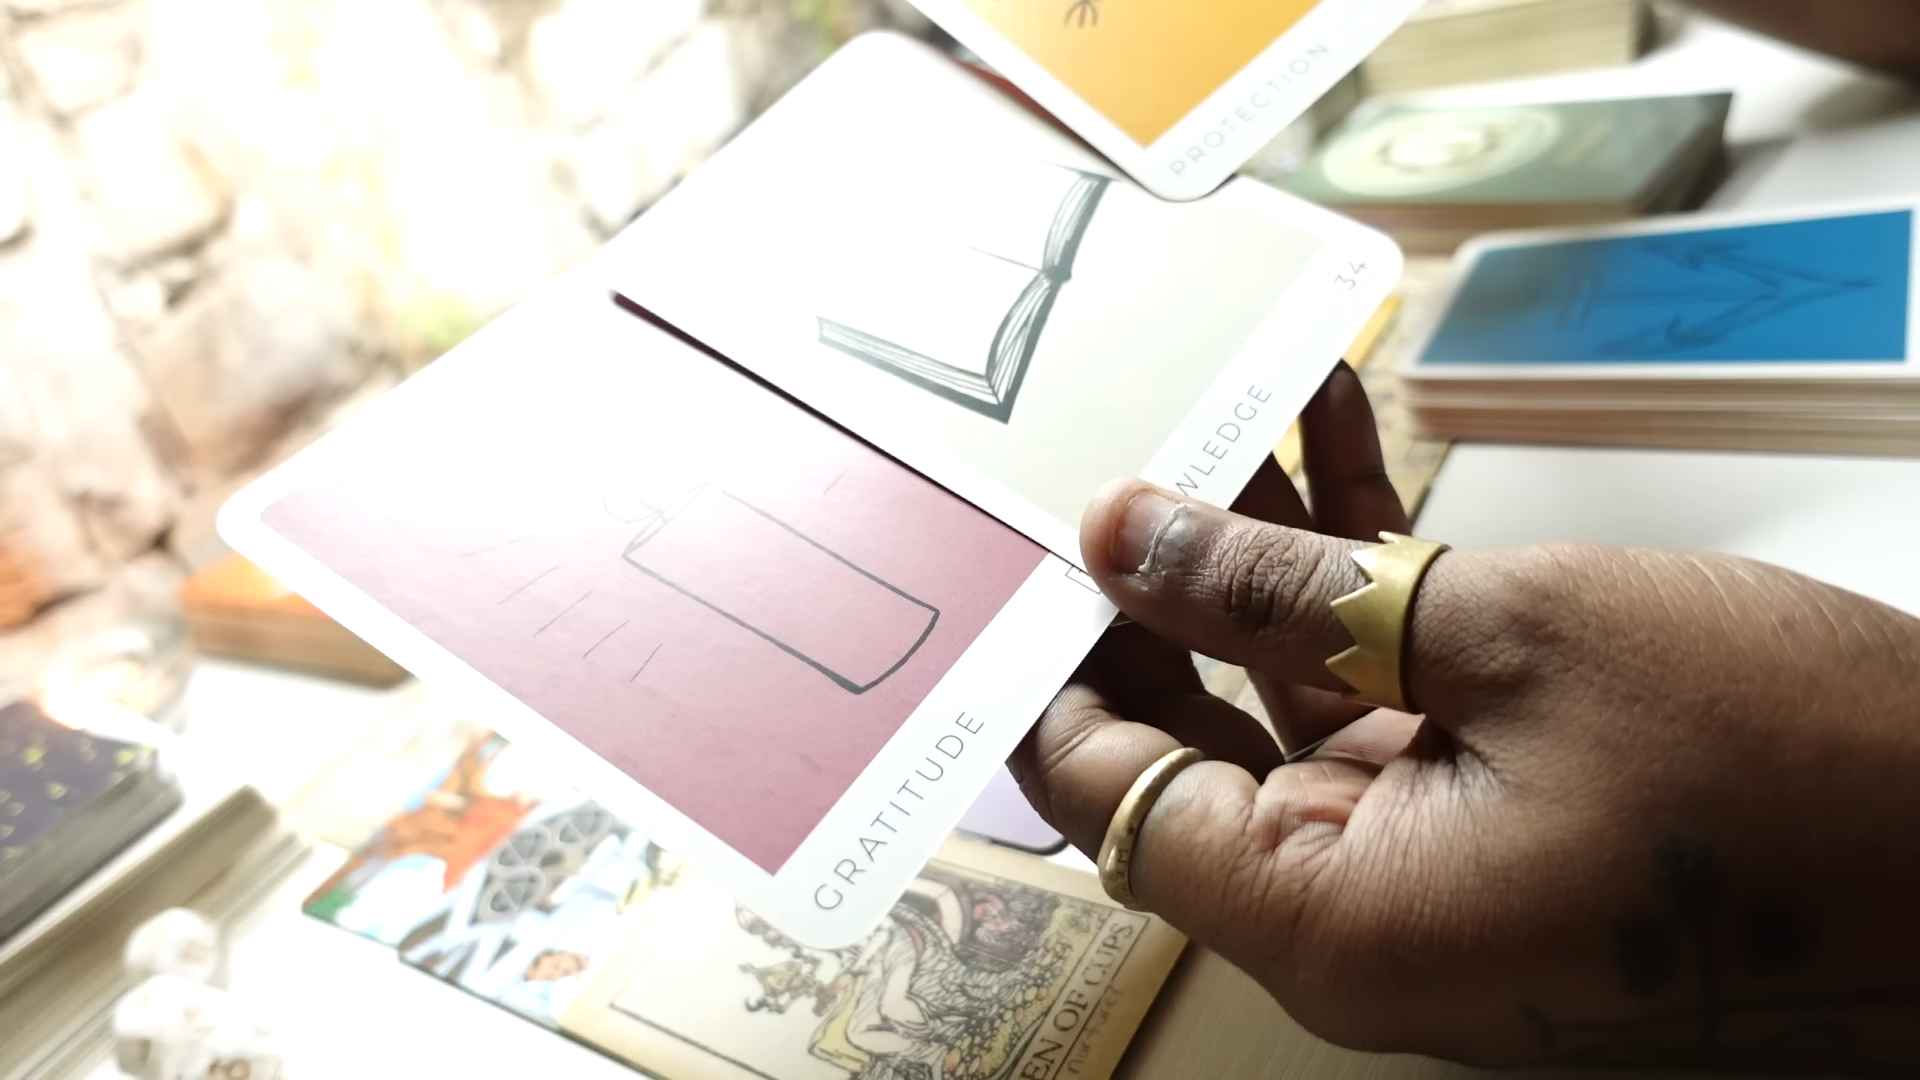 PROTECTION
34
WLEDGE
GRATITUDE
EN OF CUPS